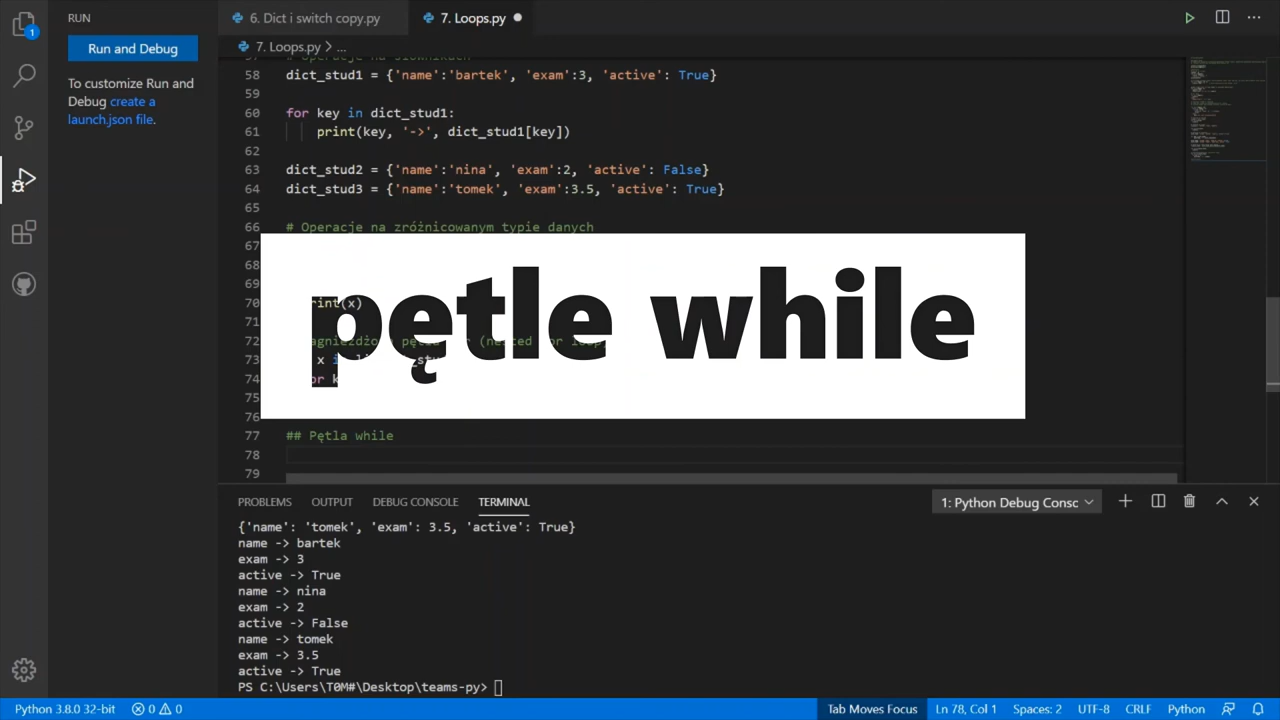 RUN
6. Dict i switch copy.py
7. Loops.py
Run and Debug
7. Loops.py > ...
To customize Run and
Debug create a
launch.json file.
58 dict_stud1 = {'name':'bartek', 'exam':3, 'active': True}
59
60 for key in dict_stud1:
61 print(key, '->', dict_stud1[key])
62
63 dict_stud2 = {'name':'nina', 'exam':2, 'active': False}
64 dict_stud3 = {'name':'tomek', 'exam':3.5, 'active': True}
65
66 # Operacje na zróżnicowanym typie danych
67
68
69
70 rint(x)
71
72
73 x
74 or k
75
76
pętle while
77 ## Pętla while
78
79
PROBLEMS OUTPUT DEBUG CONSOLE TERMINAL
1: Python Debug Consc
{'name': 'tomek', 'exam': 3.5, 'active': True}
name -> bartek
exam -> 3
active -> True
name -> nina
exam -> 2
active -> False
name -> tomek
exam -> 3.5
active -> True
PS C:\Users\T0M#\Desktop\teams-py>
Python 3.8.0 32-bit 0 0 Tab Moves Focus Ln 78, Col 1 Spaces: 2 UTF-8 CRLF Python